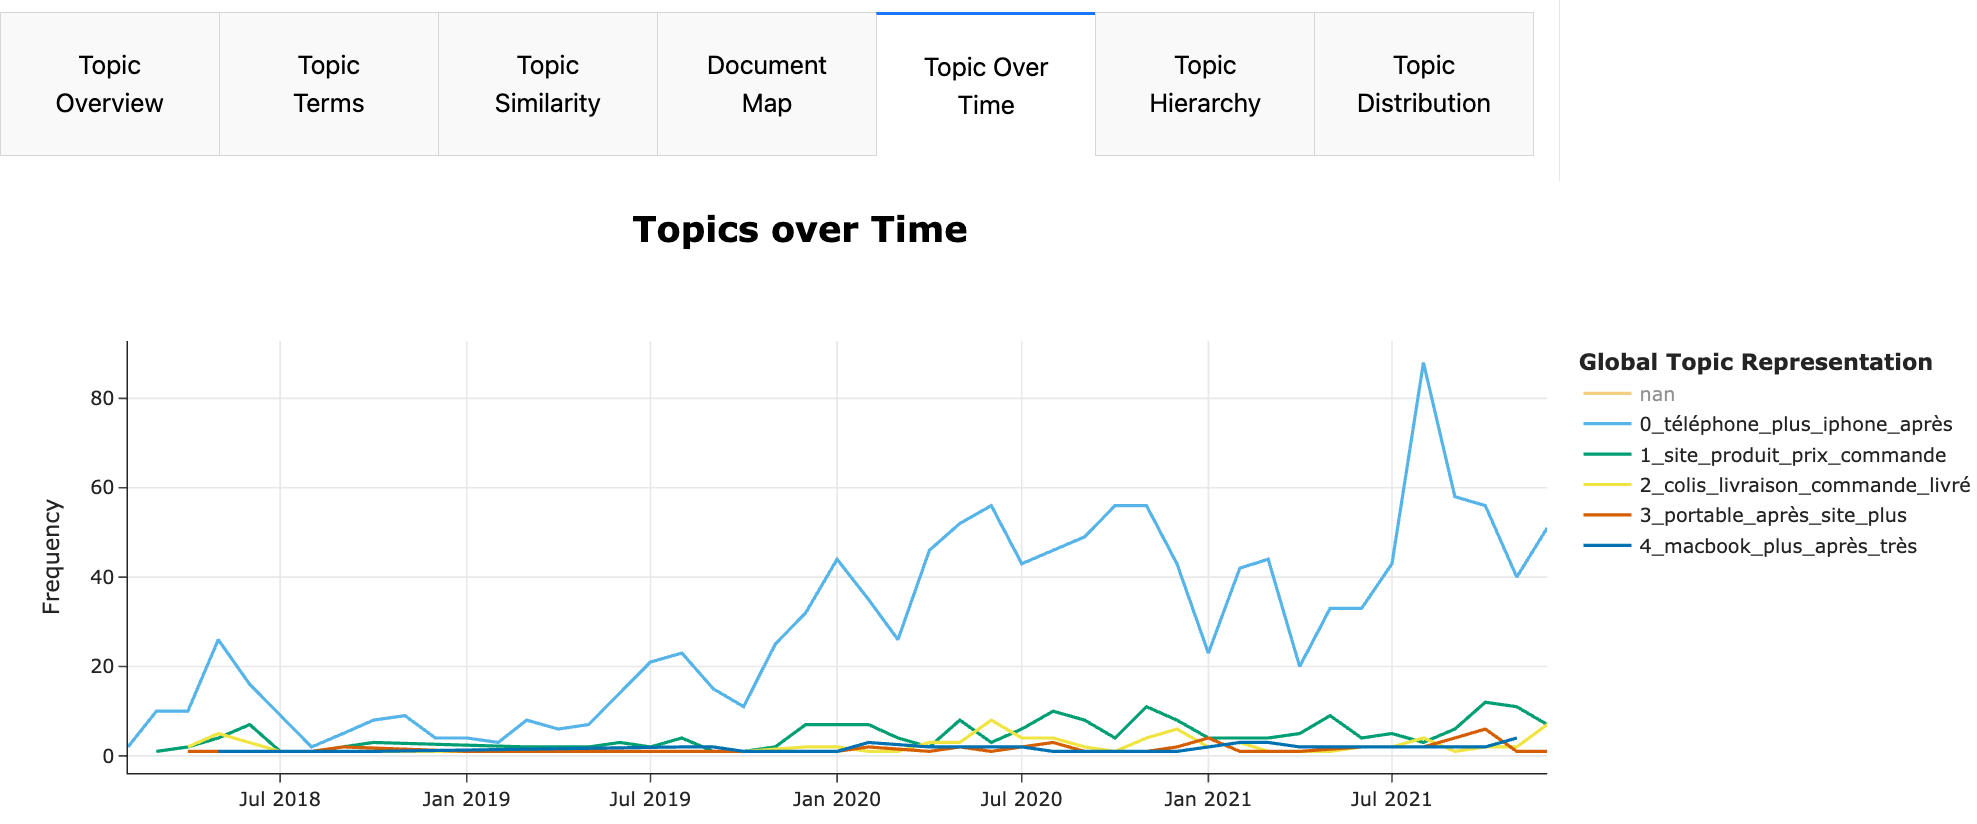 Topic
Overview
Topic
Terms
Topic
Similarity
Document
Map
Topic Over
Time
Topic
Hierarchy
Topic
Distribution
Topics over Time
Frequency
80
60
40
20
0
Jul 2018
Jan 2019
Jul 2019
Jan 2020
Jul 2020
Jan 2021
Jul 2021
Global Topic Representation
nan
0_téléphone_plus_iphone_après
1_site_produit_prix_commande
2_colis_livraison_commande_livré
3_portable_après_site_plus
4_macbook_plus_après_très